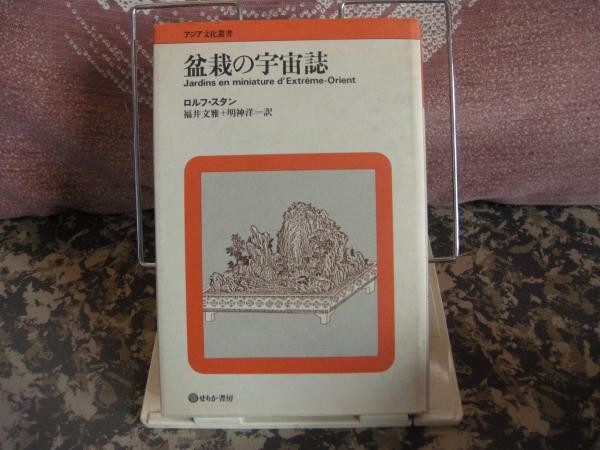 アジア文化叢書
盆栽の宇宙誌
Jardins en miniature d'Extrême-Orient
ロルフ・スタン
福井文雅+明神洋=訳
せりか書房